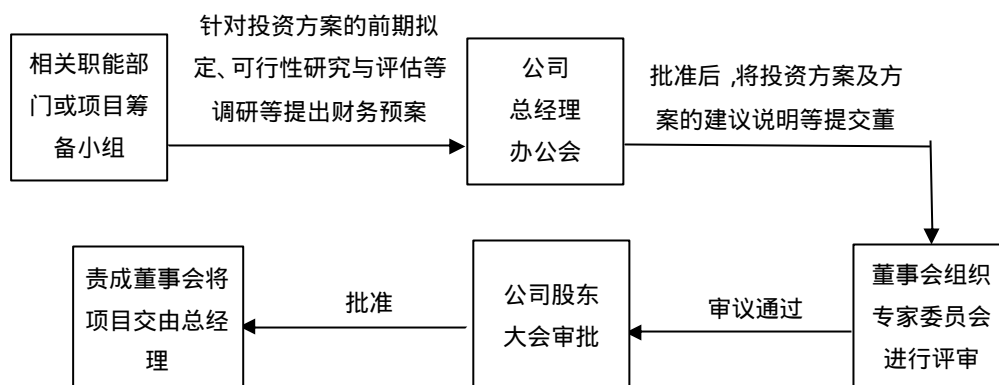 相关职能部
门或项目筹
备小组
针对投资方案的前期拟
定、可行性研究与评估等
调研等提出财务预案
公司
总经理
办公会
批准后,将投资方案及方
案的建议说明等提交董
董事会组织
专家委员会
进行评审
审议通过
公司股东
大会审批
批准
责成董事会将
项目交由总经
理